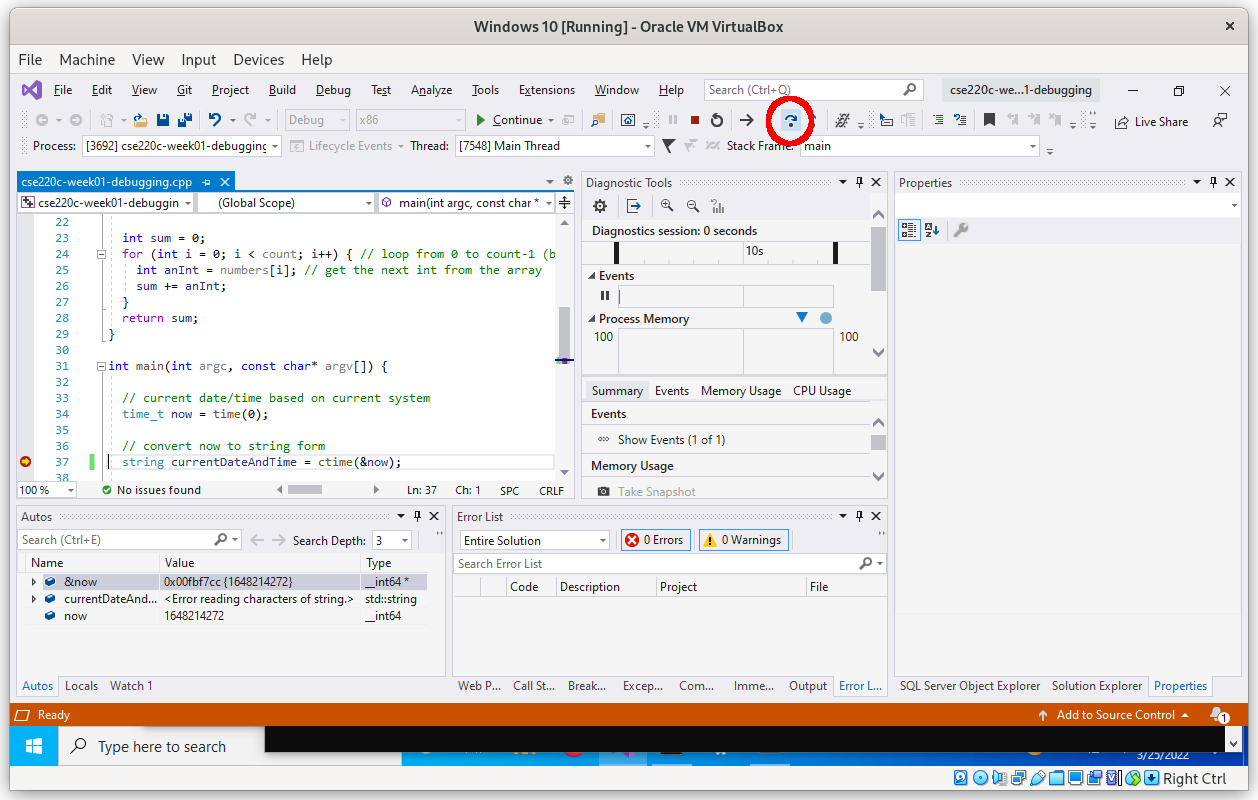 Windows 10 [Running] - Oracle VM VirtualBox
File Machine View Input Devices Help
File Edit View Git Project Build Debug Test Analyze Tools Extensions Window Help Search (Ctrl+Q) cse220c-we...1-debugging
Debug x86 Continue Live Share
Process: [3692] cse220c-week01-debugging Lifecycle Events Thread: [7548] Main Thread Stack Frame: main
cse220c-week01-debugging.cpp
cse220c-week01-debuggin (Global Scope) main(int argc, const char *
22
23 int sum = 0;
24 for (int i = 0; i < count; i++) { // loop from 0 to count-1 (b
25 int anInt = numbers[i]; // get the next int from the array
26 sum += anInt;
27 }
28 return sum;
29 }
30
31 int main(int argc, const char* argv[]) {
32
33 // current date/time based on current system
34 time_t now = time(0);
35
36 // convert now to string form
37 string currentDateAndTime = ctime(&now);
38
100 % No issues found Ln: 37 Ch: 1 SPC CRLF
Diagnostic Tools
Diagnostics session: 0 seconds
10s
Events
Process Memory
100 100
Summary Events Memory Usage CPU Usage
Events
Show Events (1 of 1)
Memory Usage
Take Snapshot
Properties
Autos
Search (Ctrl+E) Search Depth: 3
Name Value Type
&now 0x00fbf7cc {1648214272} __int64 *
currentDateAnd... <Error reading characters of string.> std::string
now 1648214272 __int64
Autos Locals Watch 1
Error List
Entire Solution 0 Errors 0 Warnings
Search Error List
Code Description Project File
Web P... Call St... Break... Excep... Com... Imme... Output Error L...
SQL Server Object Explorer Solution Explorer Properties
Ready Add to Source Control 1
Type here to search
3/25/2022
Right Ctrl